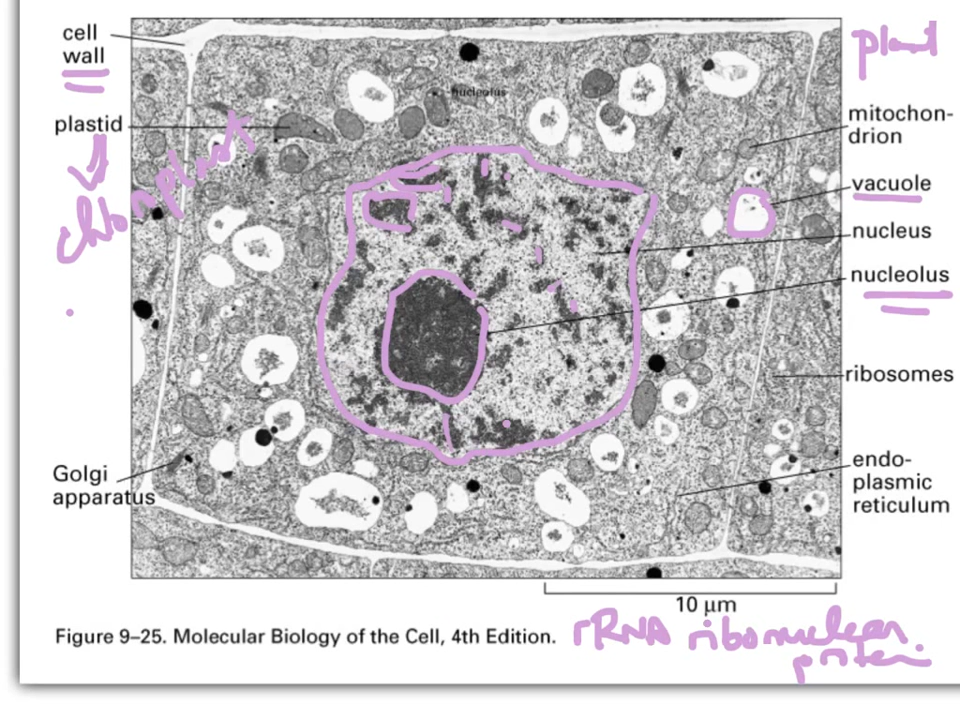 cell
wall
plant
nucleolus
plastid
mitochon-
drion
chloroplast
vacuole
nucleus
nucleolus
ribosomes
Golgi
apparatus
endo-
plasmic
reticulum
10 µm
Figure 9–25. Molecular Biology of the Cell, 4th Edition.
rRNA ribonuclear
protein